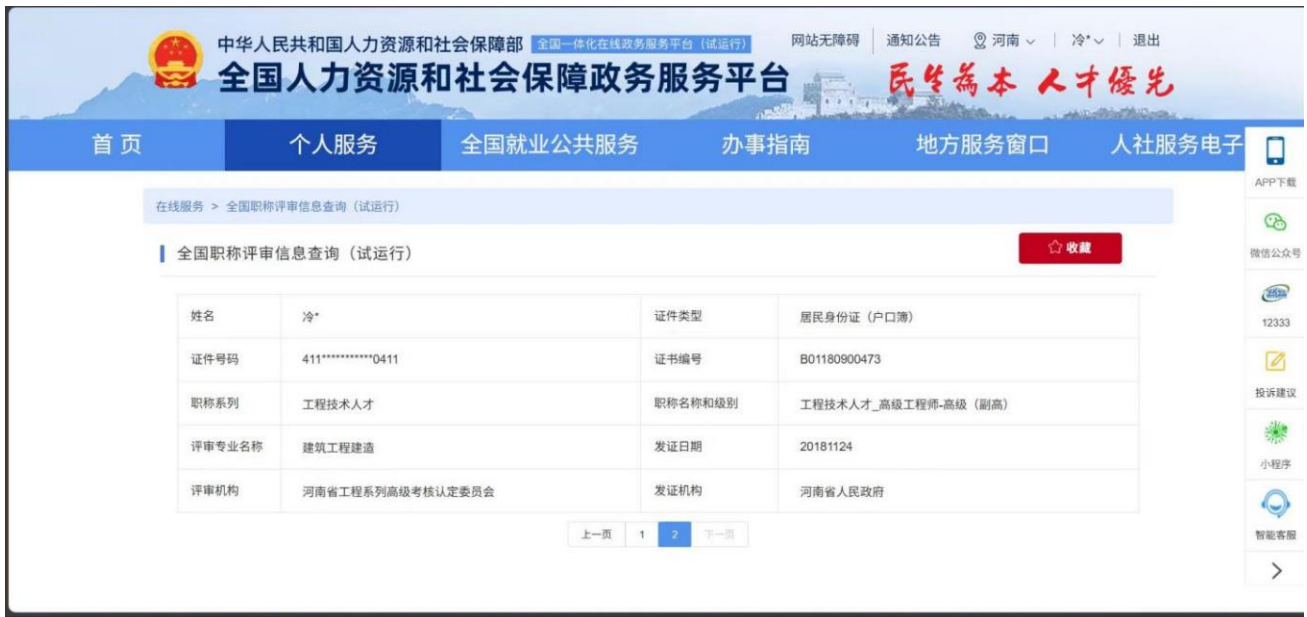 中华人民共和国人力资源和社会保障部 全国一体化在线政务服务平台（试运行） 网站无障碍 通知公告 河南 冷* 退出
全国人力资源和社会保障政务服务平台 民生為本 人才優先
首页 个人服务 全国就业公共服务 办事指南 地方服务窗口 人社服务电子
APP下载
微信公众号
12333
投诉建议
小程序
智能客服
在线服务 > 全国职称评审信息查询（试运行）
全国职称评审信息查询（试运行） 收藏
姓名 冷* 证件类型 居民身份证（户口簿）
证件号码 411***********0411 证书编号 B01180900473
职称系列 工程技术人才 职称名称和级别 工程技术人才_高级工程师-高级（副高）
评审专业名称 建筑工程建造 发证日期 20181124
评审机构 河南省工程系列高级考核认定委员会 发证机构 河南省人民政府
上一页 1 2 下一页